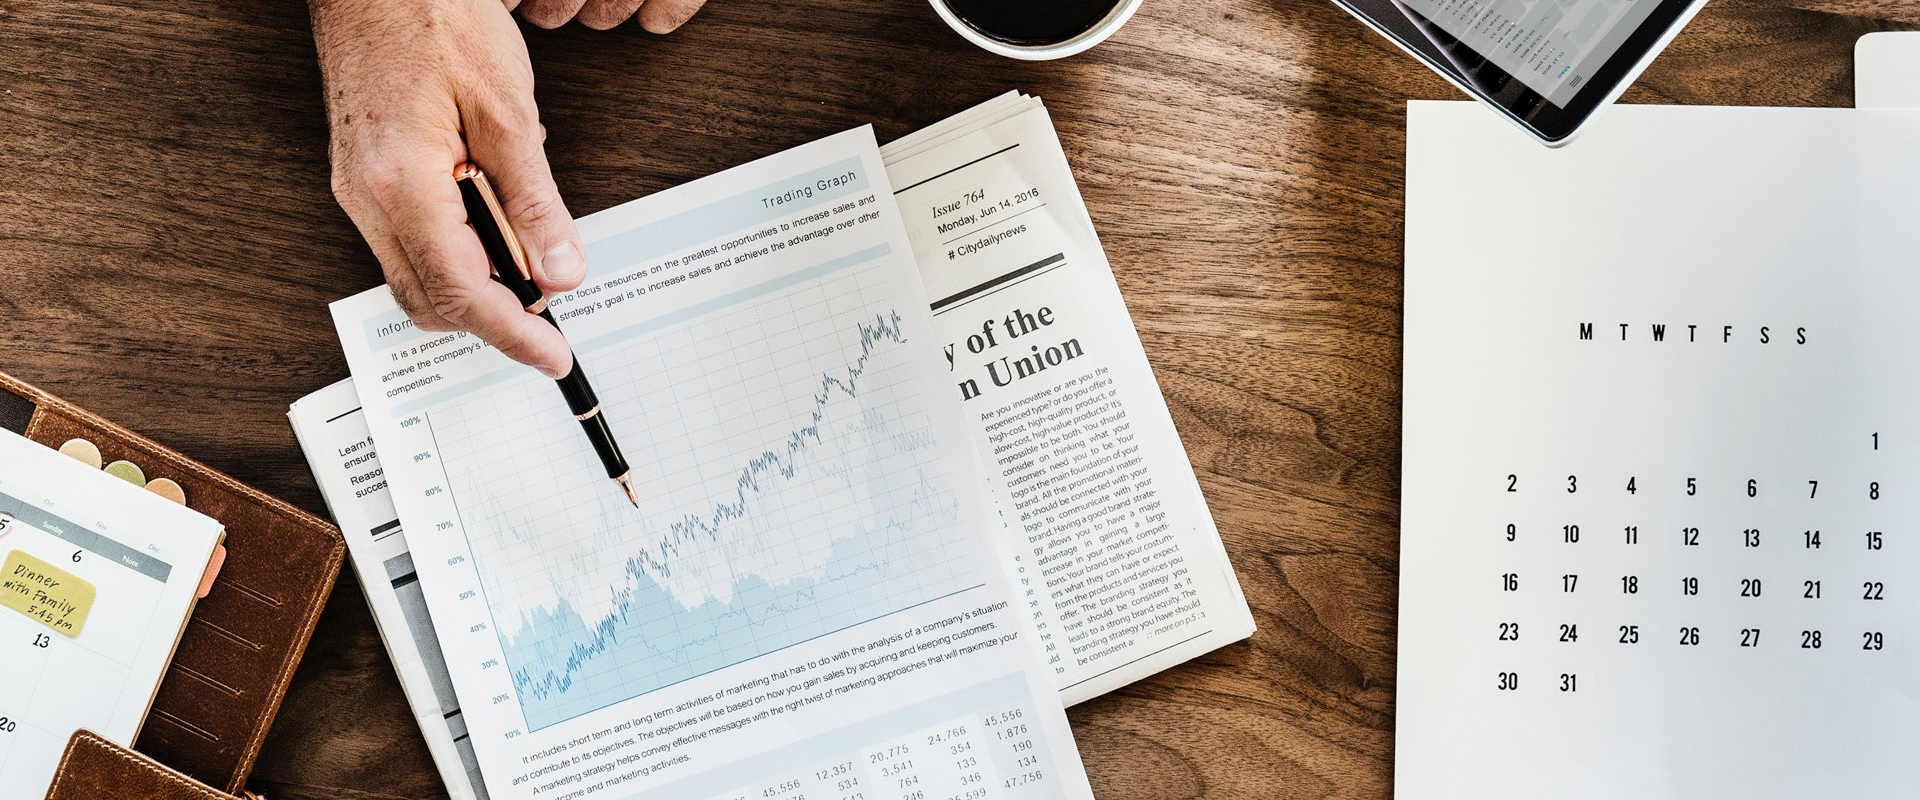 Trading Graph
Inform
It is a process to
ion to focus resources on the greatest opportunities to increase sales and
achieve the company's
strategy's goal is to increase sales and achieve the advantage over other
competitions.
100%
90%
80%
70%
60%
50%
40%
30%
20%
10%
It includes short term and long term activities of marketing that has to do with the analysis of a company's situation
and contribute to its objectives. The objectives will be based on how you gain sales by acquiring and keeping customers.
A marketing strategy helps convey effective messages with the right twist of marketing approaches that will maximize your
come and marketing activities.
45,556 12,357 20,775 24,766 45,556
534 3,541 354 1,876
764 133 190
246 346 134
47,756
Issue 764
Monday, Jun 14, 2016
# Citydailynews
y of the
n Union
Are you innovative or are you the
experienced type? or do you offer a
high-cost, high-quality product, or
alow-cost, high-value products? It's
impossible to be both. You should
consider on thinking what your
customers need you to be. Your
logo is the main foundation of your
brand. All the promotional materi-
als should be connected with your
logo to communicate with your
brand. Having a good brand strate-
gy allows you to have a major
advantage in gaining a large
increase in your market competi-
tions. Your brand tells your custom-
ers what they can have or expect
from the products and services you
offer. The branding strategy you
have should be consistent as it
leads to a strong brand equity. The
branding strategy you have should
be consistent a
:: more on p.5 :1
Learn
ensure
Reaso
succes
Oct
Nov
Dec
Sunday
Note
5
6
Dinner
with Family
5.45 pm
13
20
M T W T F S S
1
2 3 4 5 6 7 8
9 10 11 12 13 14 15
16 17 18 19 20 21 22
23 24 25 26 27 28 29
30 31